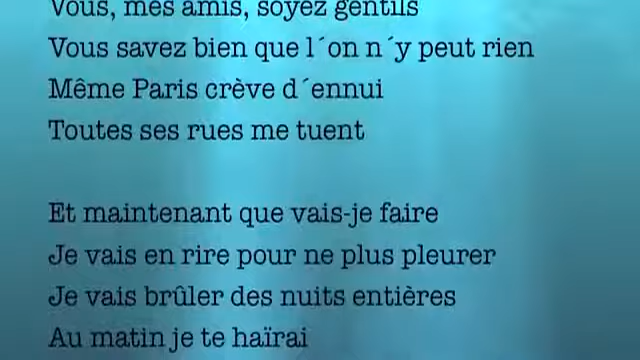 Vous, mes amis, soyez gentils
Vous savez bien que l´on n´y peut rien
Même Paris crève d´ennui
Toutes ses rues me tuent
Et maintenant que vais-je faire
Je vais en rire pour ne plus pleurer
Je vais brûler des nuits entières
Au matin je te haïrai